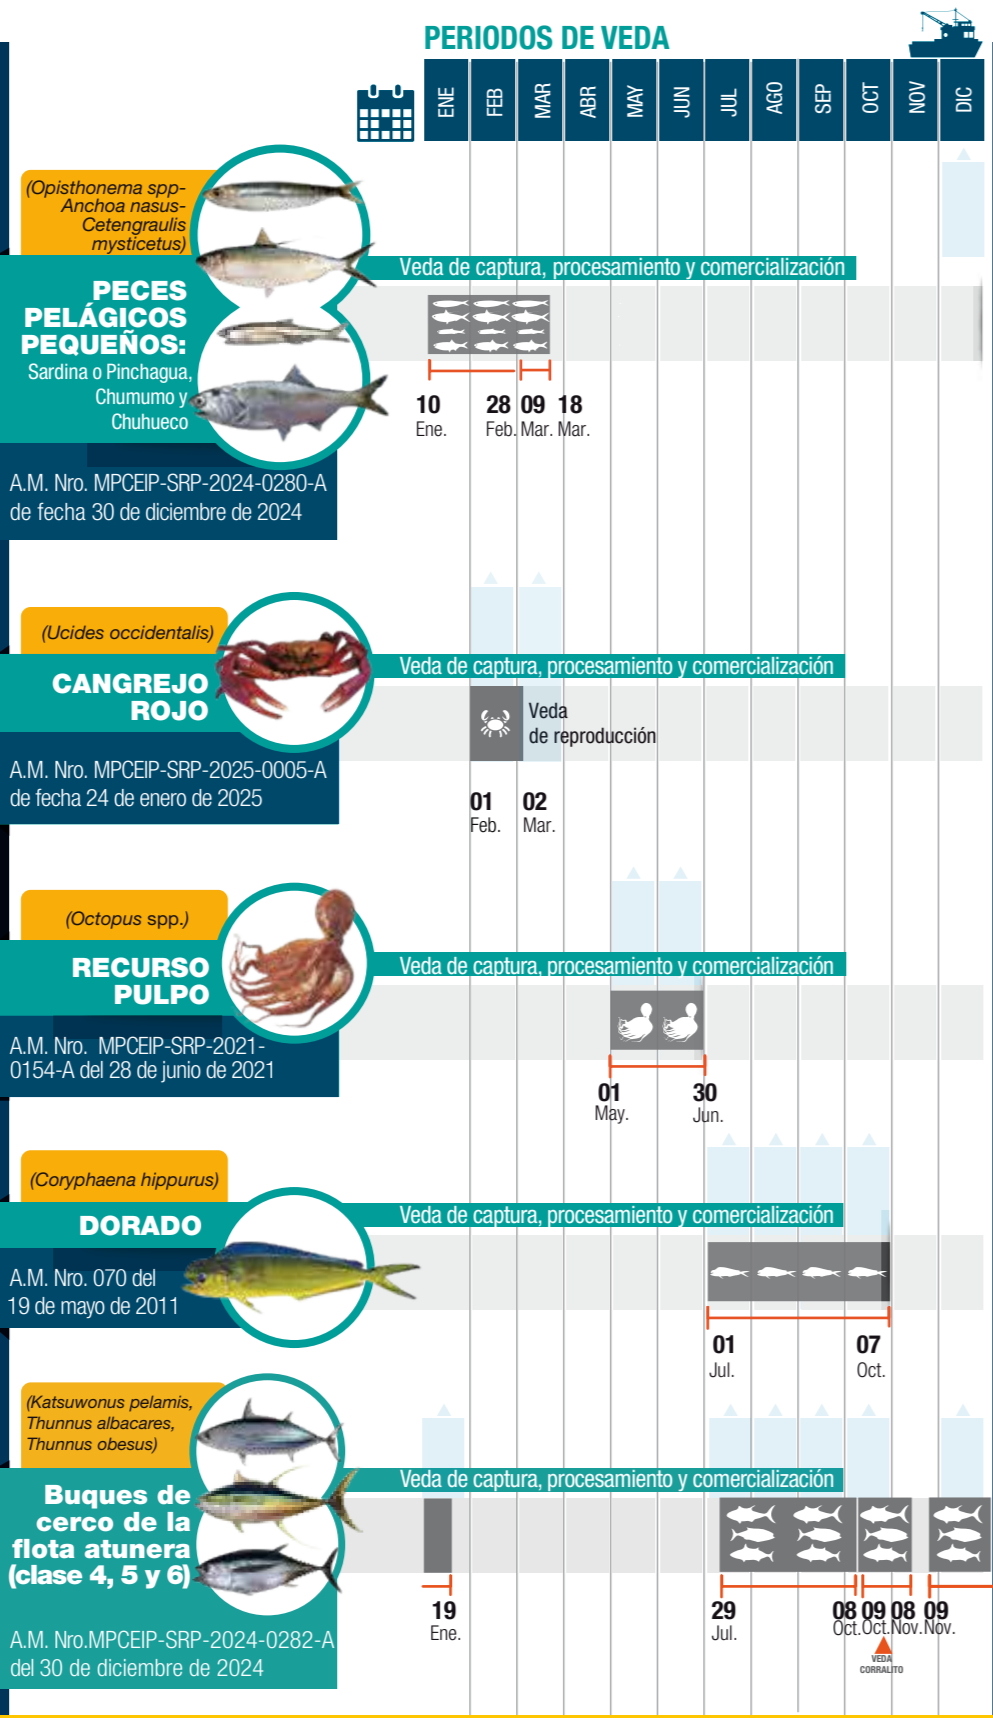 PERIODOS DE VEDA
ENE FEB MAR ABR MAY JUN JUL AGO SEP OCT NOV DIC
(Opisthonema spp-
Anchoa nasus-
Cetengraulis
mysticetus)
Veda de captura, procesamiento y comercialización
PECES
PELÁGICOS
PEQUEÑOS:
Sardina o Pinchagua,
Chumumo y
Chuhueco
10 28 09 18
Ene. Feb. Mar. Mar.
A.M. Nro. MPCEIP-SRP-2024-0280-A
de fecha 30 de diciembre de 2024
(Ucides occidentalis)
Veda de captura, procesamiento y comercialización
CANGREJO
ROJO
Veda
de reproducción
A.M. Nro. MPCEIP-SRP-2025-0005-A
de fecha 24 de enero de 2025
01 02
Feb. Mar.
(Octopus spp.)
Veda de captura, procesamiento y comercialización
RECURSO
PULPO
A.M. Nro. MPCEIP-SRP-2021-
0154-A del 28 de junio de 2021
01 30
May. Jun.
(Coryphaena hippurus)
Veda de captura, procesamiento y comercialización
DORADO
A.M. Nro. 070 del
19 de mayo de 2011
01 07
Jul. Oct.
(Katsuwonus pelamis,
Thunnus albacares,
Thunnus obesus)
Veda de captura, procesamiento y comercialización
Buques de
cerco de la
flota atunera
(clase 4, 5 y 6)
19 29 08 09 08 09
Ene. Jul. Oct. Oct. Nov. Nov.
VEDA
CORRALITO
A.M. Nro.MPCEIP-SRP-2024-0282-A
del 30 de diciembre de 2024